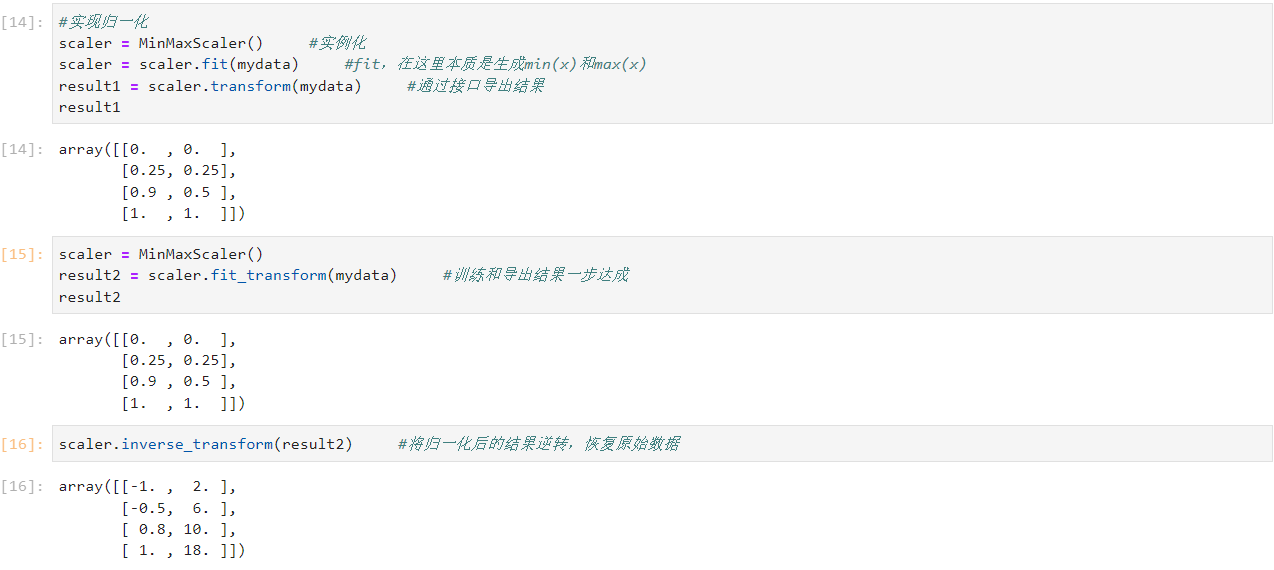 [14]: #实现归一化
scaler = MinMaxScaler()     #实例化
scaler = scaler.fit(mydata)     #fit，在这里本质是生成min(x)和max(x)
result1 = scaler.transform(mydata)     #通过接口导出结果
result1
[14]: array([[0.  , 0.  ],
       [0.25, 0.25],
       [0.9 , 0.5 ],
       [1.  , 1.  ]])
[15]: scaler = MinMaxScaler()
result2 = scaler.fit_transform(mydata)     #训练和导出结果一步达成
result2
[15]: array([[0.  , 0.  ],
       [0.25, 0.25],
       [0.9 , 0.5 ],
       [1.  , 1.  ]])
[16]: scaler.inverse_transform(result2)     #将归一化后的结果逆转，恢复原始数据
[16]: array([[-1. ,  2. ],
       [-0.5,  6. ],
       [ 0.8, 10. ],
       [ 1. , 18. ]])